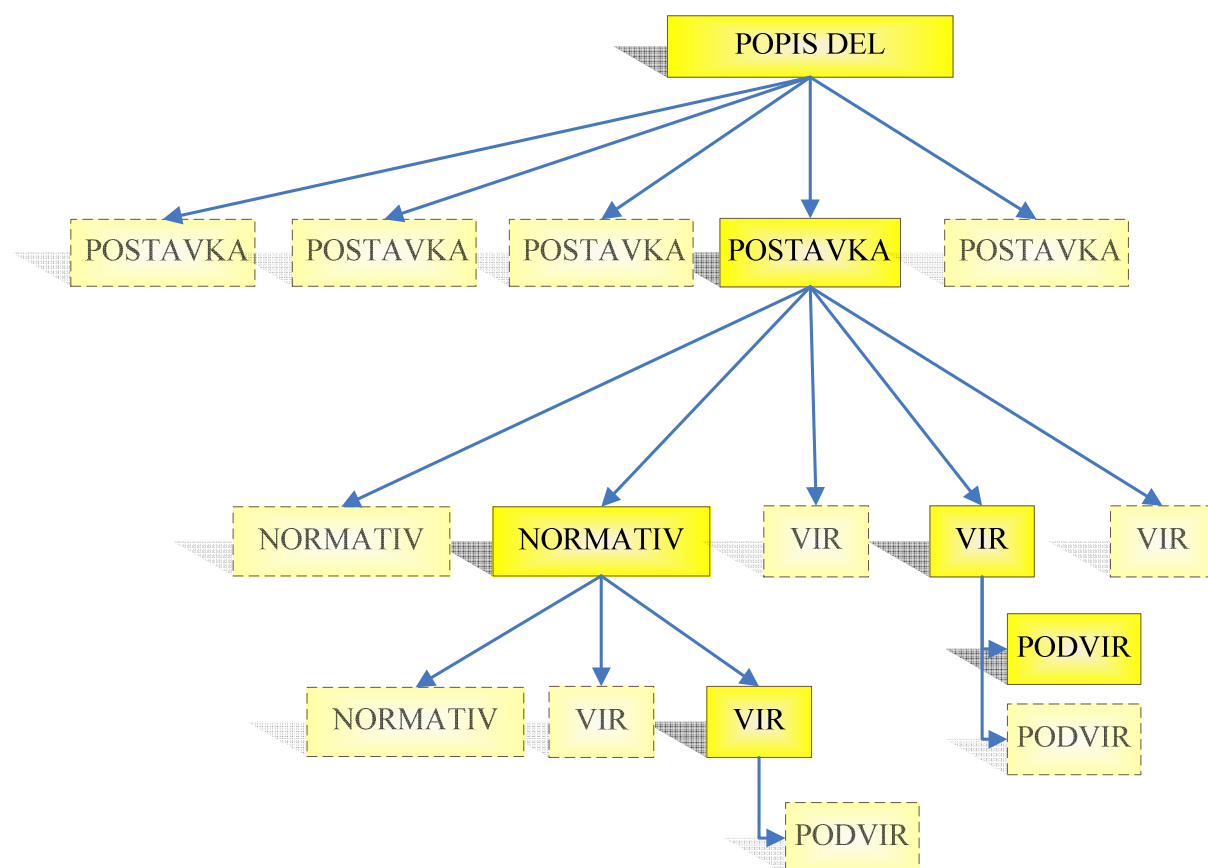 POPIS DEL
POSTAVKA
POSTAVKA
POSTAVKA
POSTAVKA
POSTAVKA
NORMATIV
NORMATIV
VIR
VIR
VIR
PODVIR
NORMATIV
VIR
VIR
PODVIR
PODVIR